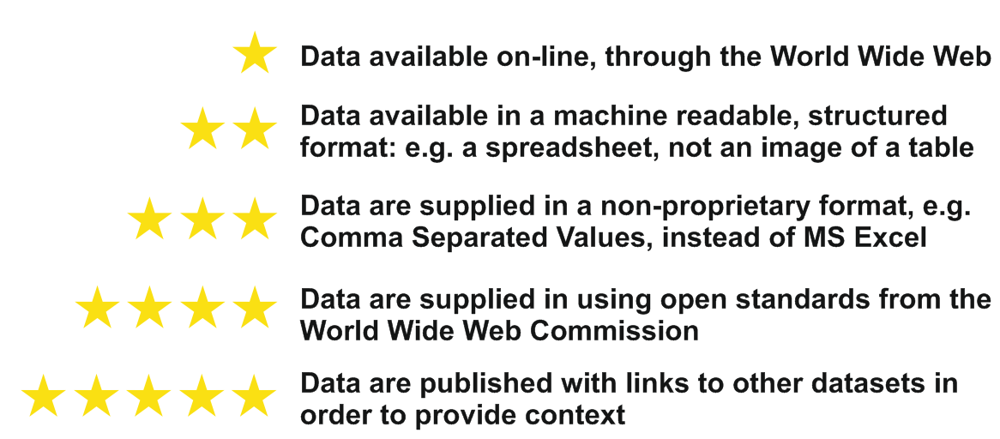 Data available on-line, through the World Wide Web
Data available in a machine readable, structured
format: e.g. a spreadsheet, not an image of a table
Data are supplied in a non-proprietary format, e.g.
Comma Separated Values, instead of MS Excel
Data are supplied in using open standards from the
World Wide Web Commission
Data are published with links to other datasets in
order to provide context